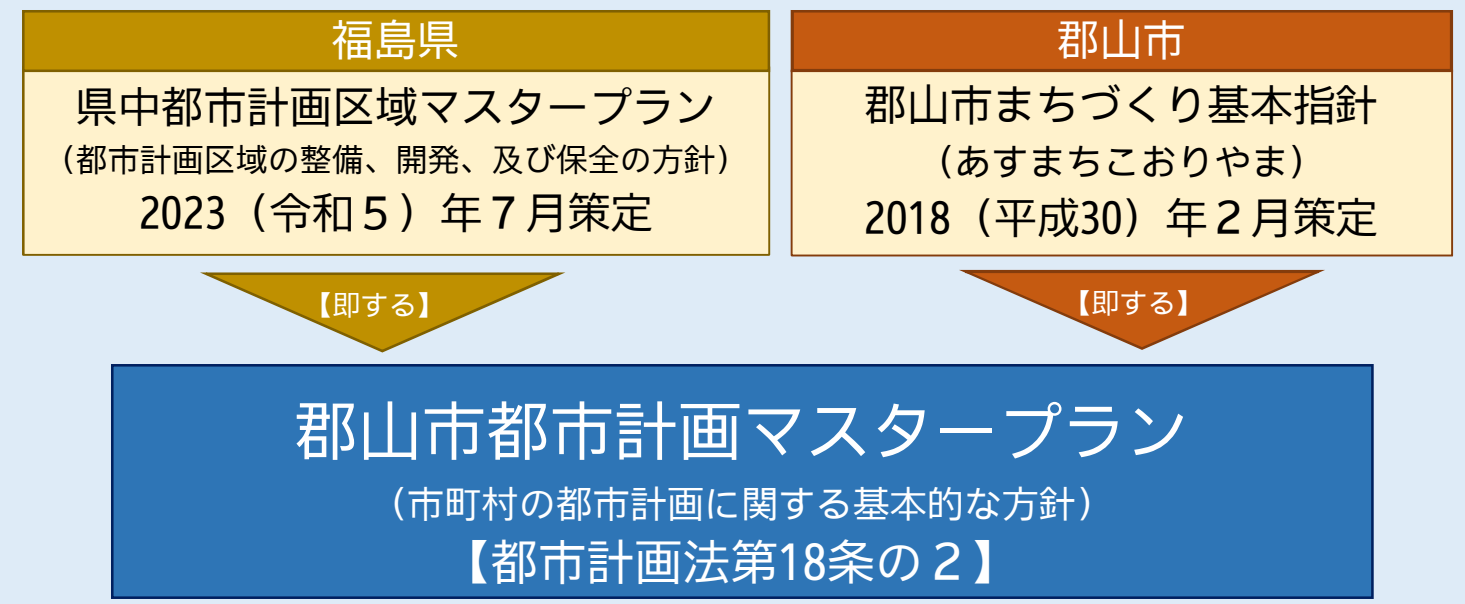 福島県
県中都市計画区域マスタープラン
（都市計画区域の整備、開発、及び保全の方針）
2023（令和５）年７月策定
【即する】
郡山市
郡山市まちづくり基本指針
（あすまちこおりやま）
2018（平成30）年２月策定
【即する】
郡山市都市計画マスタープラン
（市町村の都市計画に関する基本的な方針）
【都市計画法第18条の２】